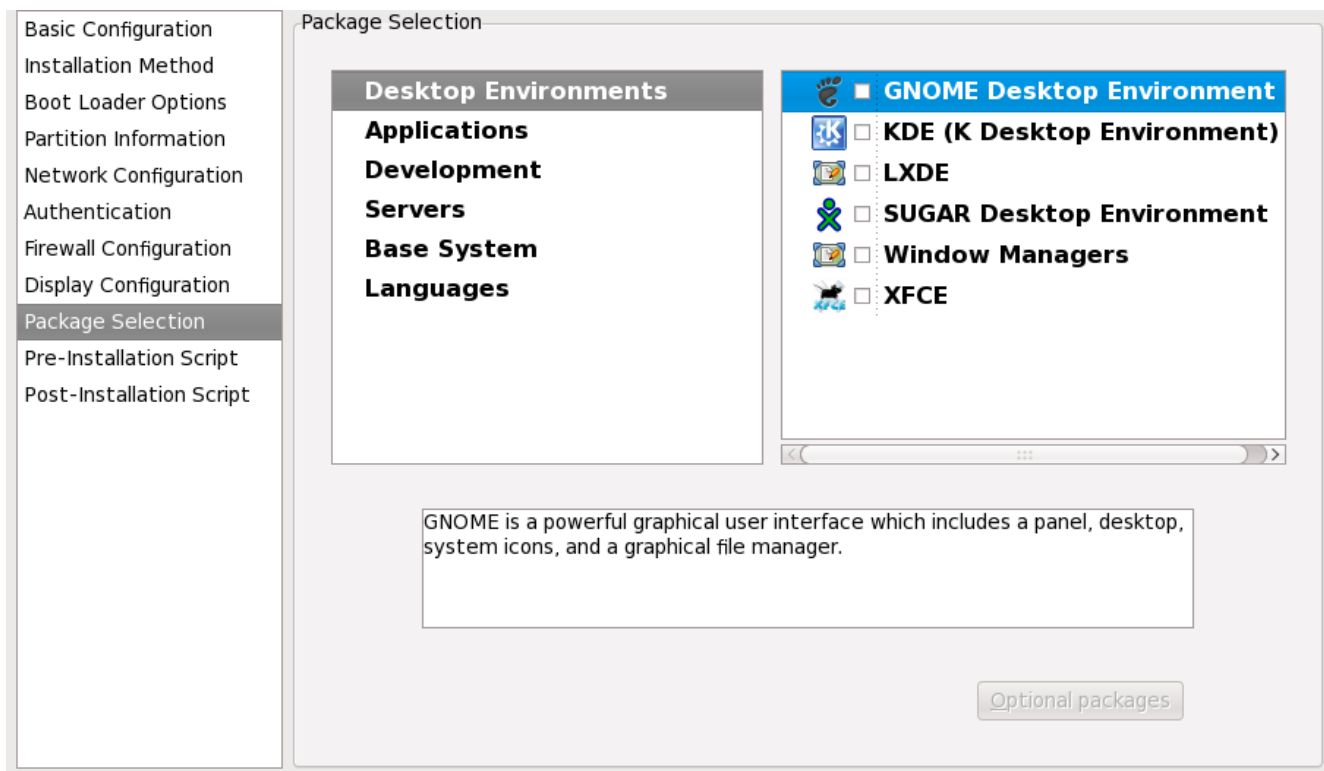 Basic Configuration
Installation Method
Boot Loader Options
Partition Information
Network Configuration
Authentication
Firewall Configuration
Display Configuration
Package Selection
Pre-Installation Script
Post-Installation Script
Package Selection
Desktop Environments
Applications
Development
Servers
Base System
Languages
GNOME Desktop Environment
KDE (K Desktop Environment)
LXDE
SUGAR Desktop Environment
Window Managers
XFCE
GNOME is a powerful graphical user interface which includes a panel, desktop,
system icons, and a graphical file manager.
Optional packages